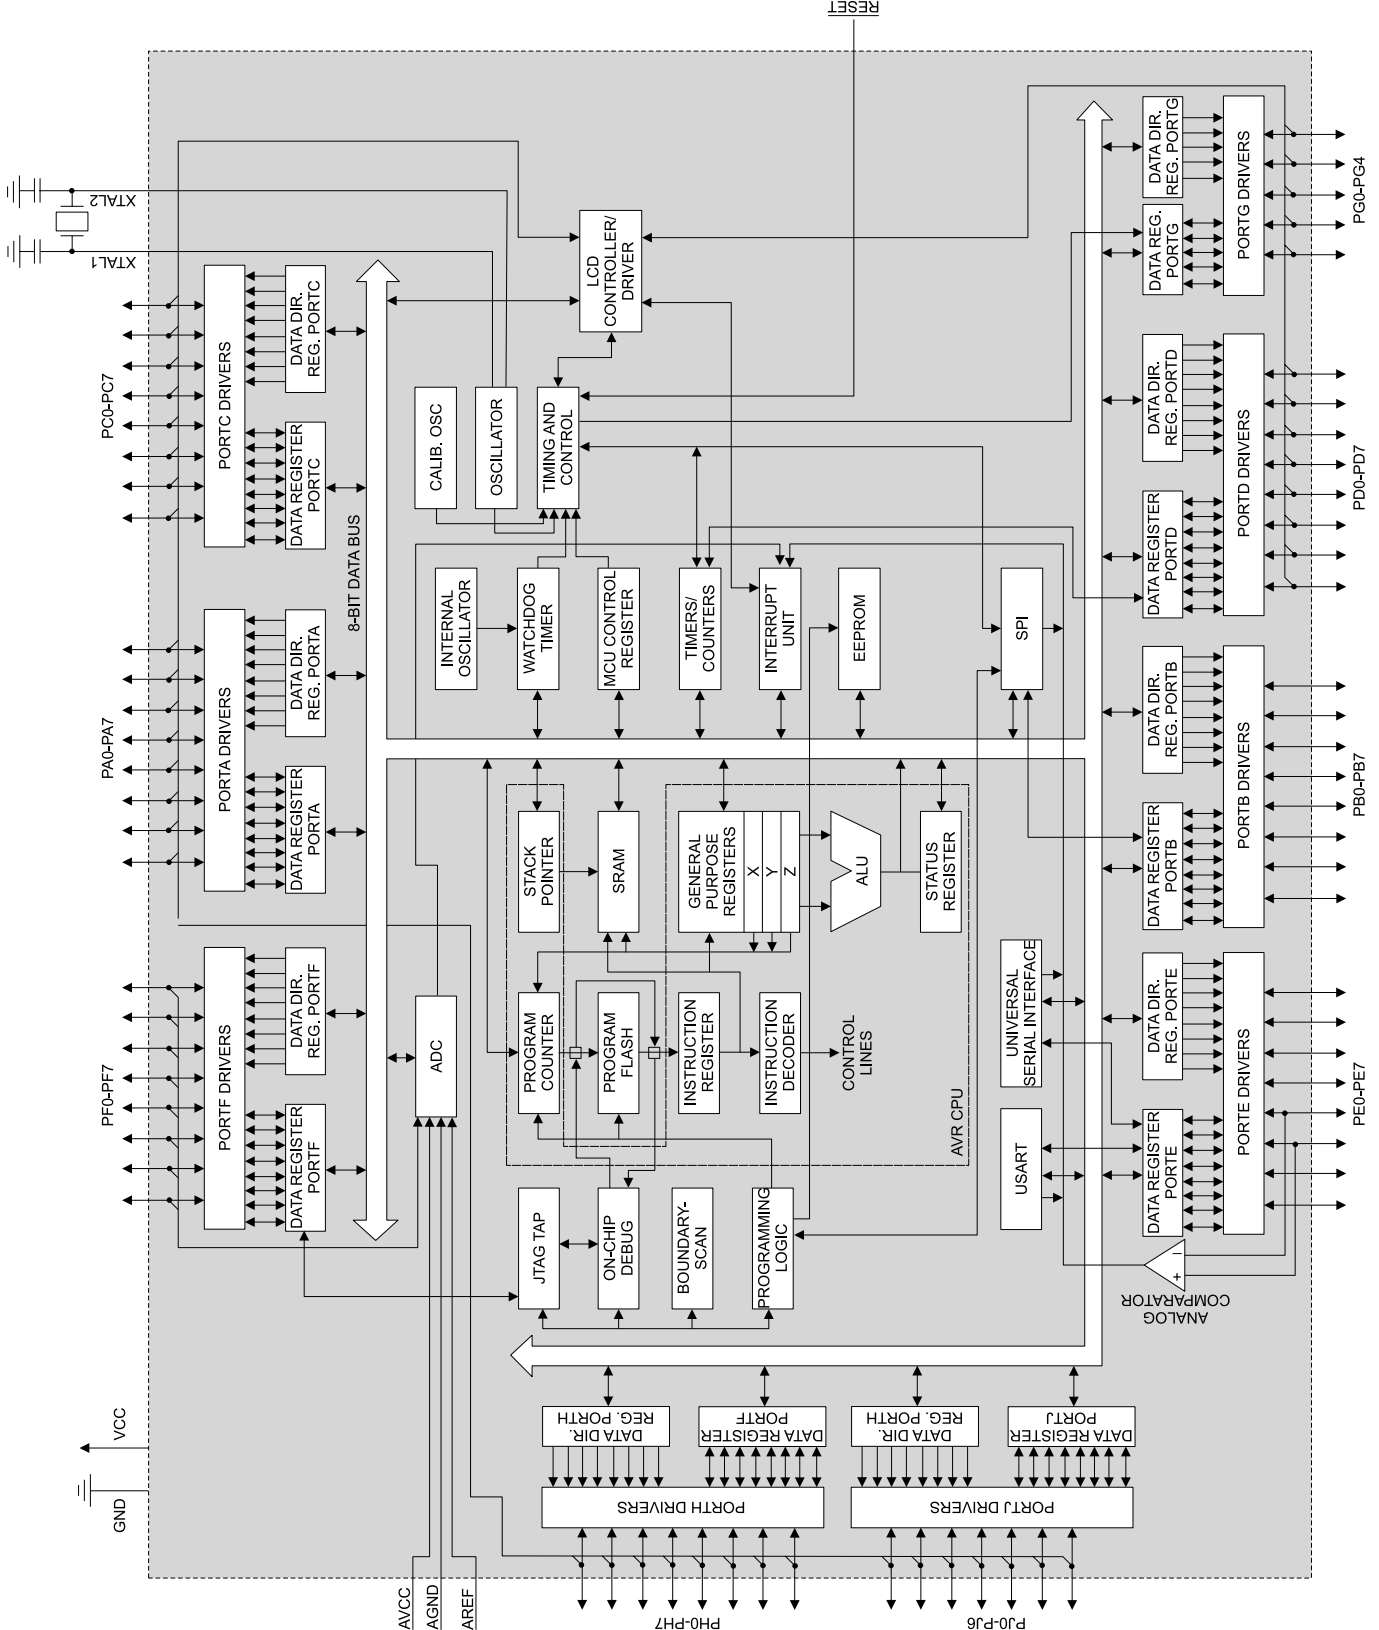 RESET
XTAL2
XTAL1
PC0-PC7
PA0-PA7
PF0-PF7
VCC
GND
PORTC DRIVERS
DATA DIR.
REG. PORTC
DATA REGISTER
PORTC
PORTA DRIVERS
DATA DIR.
REG. PORTA
DATA REGISTER
PORTA
PORTF DRIVERS
DATA DIR.
REG. PORTF
DATA REGISTER
PORTF
8-BIT DATA BUS
CALIB. OSC
OSCILLATOR
TIMING AND
CONTROL
LCD
CONTROLLER/
DRIVER
INTERNAL
OSCILLATOR
WATCHDOG
TIMER
MCU CONTROL
REGISTER
TIMERS/
COUNTERS
INTERRUPT
UNIT
EEPROM
SPI
ADC
STACK
POINTER
SRAM
GENERAL
PURPOSE
REGISTERS
X
Y
Z
ALU
STATUS
REGISTER
PROGRAM
COUNTER
PROGRAM
FLASH
INSTRUCTION
REGISTER
INSTRUCTION
DECODER
CONTROL
LINES
AVR CPU
JTAG TAP
ON-CHIP
DEBUG
BOUNDARY-
SCAN
PROGRAMMING
LOGIC
UNIVERSAL
SERIAL INTERFACE
USART
ANALOG
COMPARATOR
+
–
DATA DIR.
REG. PORTG
DATA REG.
PORTG
PORTG DRIVERS
PG0-PG4
DATA DIR.
REG. PORTD
DATA REGISTER
PORTD
PORTD DRIVERS
PD0-PD7
DATA DIR.
REG. PORTB
DATA REGISTER
PORTB
PORTB DRIVERS
PB0-PB7
DATA DIR.
REG. PORTE
DATA REGISTER
PORTE
PORTE DRIVERS
PE0-PE7
DATA DIR.
REG. PORTH
DATA REGISTER
PORTF
PORTH DRIVERS
PH0-PH7
DATA DIR.
REG. PORTH
DATA REGISTER
PORTJ
PORTJ DRIVERS
PJ0-PJ6
AVCC
AGND
AREF